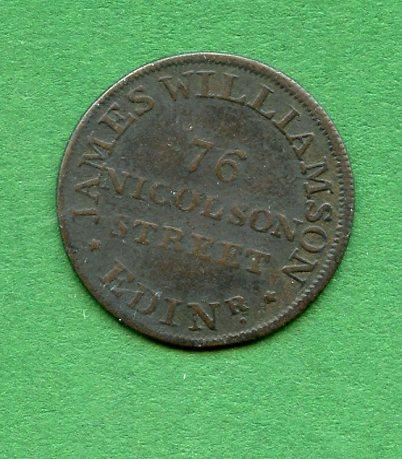 JAMES WILLIAMSON
76
NICOLSON
STREET
EDINR.